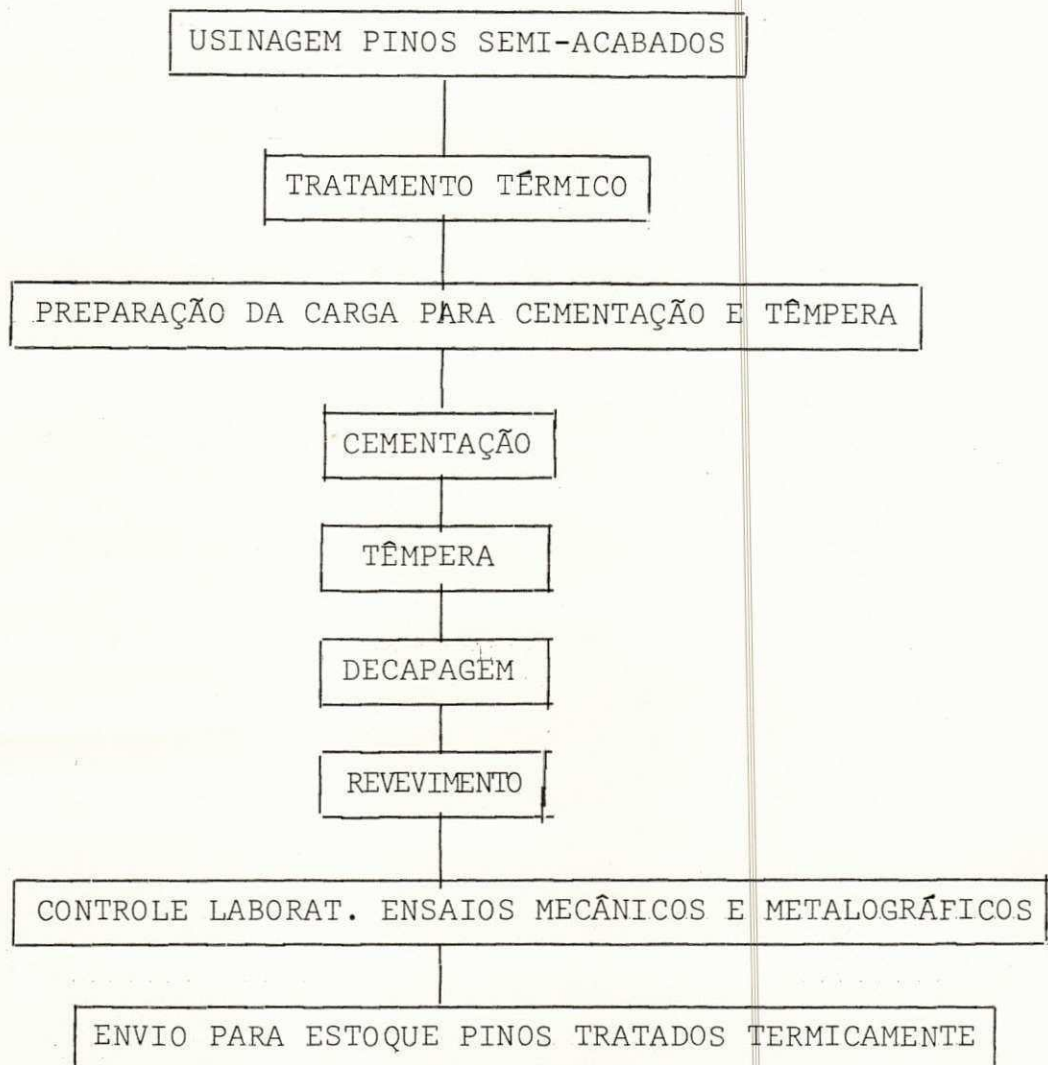 USINAGEM PINOS SEMI-ACABADOS
TRATAMENTO TÉRMICO
PREPARAÇÃO DA CARGA PARA CEMENTAÇÃO E TÊMPERA
CEMENTAÇÃO
TÊMPERA
DECAPAGEM
REVEVIMENTO
CONTROLE LABORAT. ENSAIOS MECÂNICOS E METALOGRÁFICOS
ENVIO PARA ESTOQUE PINOS TRATADOS TERMICAMENTE